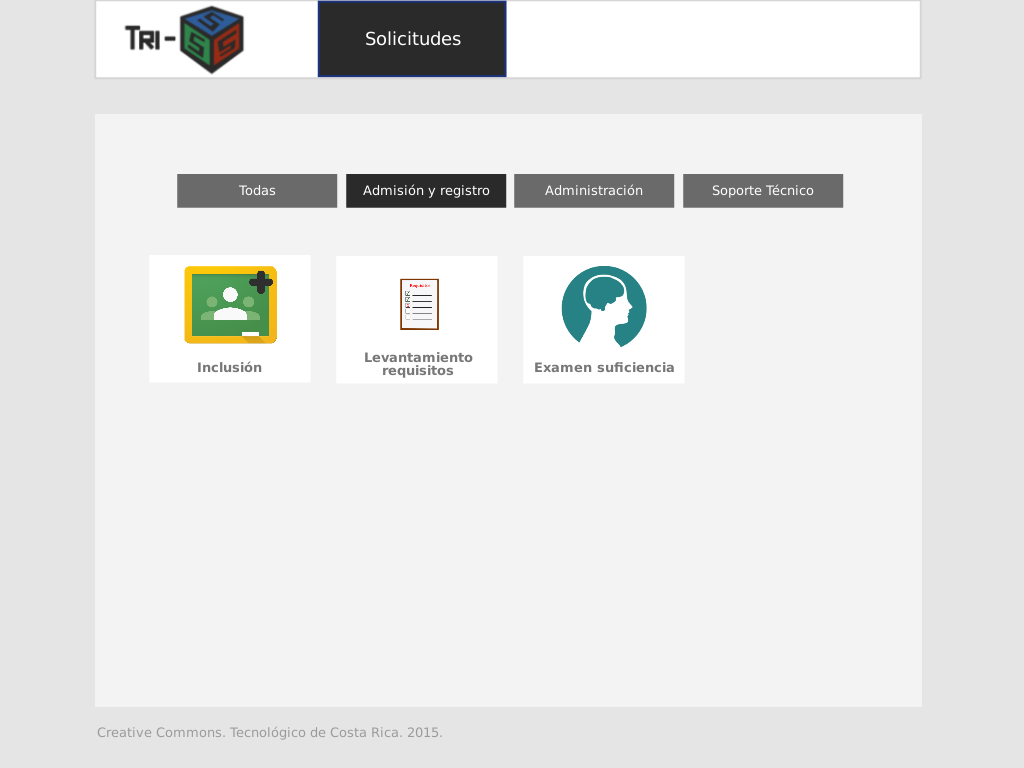 TRI-SSS
Solicitudes
Todas
Admisión y registro
Administración
Soporte Técnico
Requisitos
Inclusión
Levantamiento
requisitos
Examen suficiencia
Creative Commons. Tecnológico de Costa Rica. 2015.